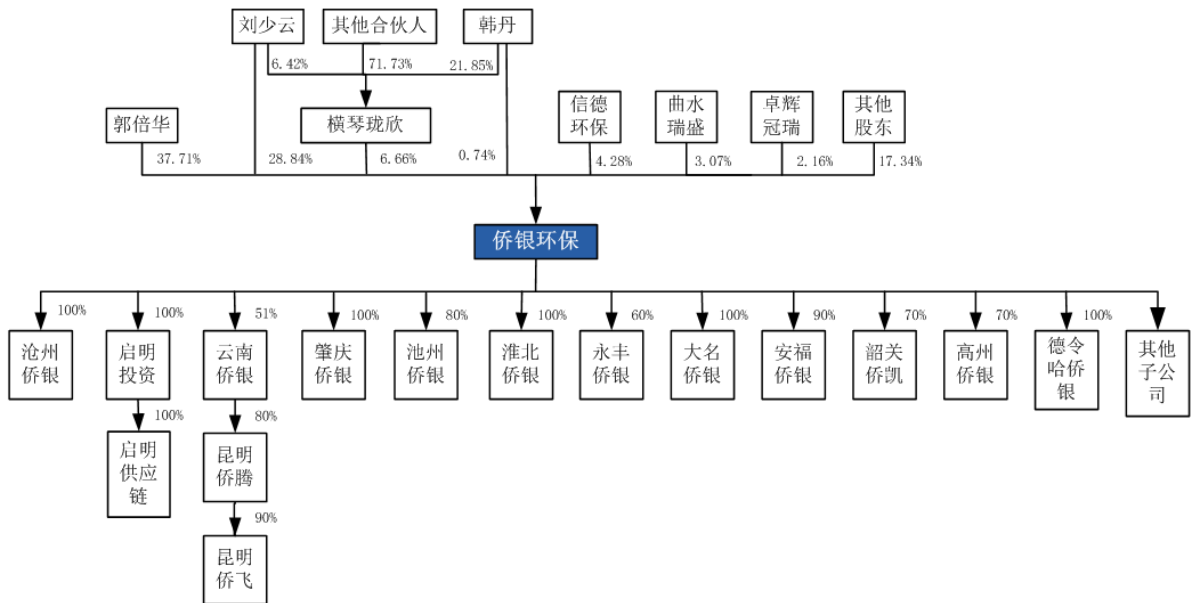 刘少云
其他合伙人
韩丹
6.42%
71.73%
21.85%
郭倍华
横琴珑欣
信德
环保
曲水
瑞盛
卓辉
冠瑞
其他
股东
37.71%
28.84%
6.66%
0.74%
4.28%
3.07%
2.16%
17.34%
侨银环保
100%
100%
51%
100%
80%
100%
60%
100%
90%
70%
70%
100%
沧州
侨银
启明
投资
云南
侨银
肇庆
侨银
池州
侨银
淮北
侨银
永丰
侨银
大名
侨银
安福
侨银
韶关
侨凯
高州
侨银
德令
哈侨
银
其他
子公
司
100%
80%
启明
供应
链
昆明
侨腾
90%
昆明
侨飞